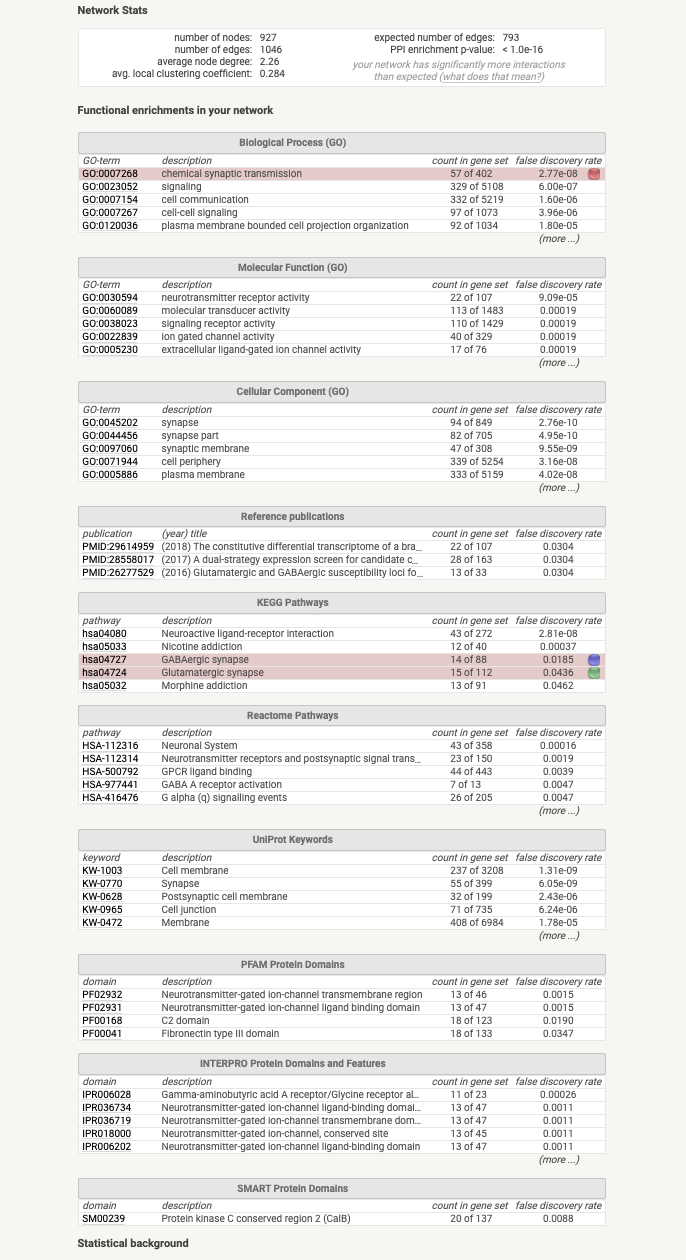 Network Stats
number of nodes: 927 expected number of edges: 793
number of edges: 1046 PPI enrichment p-value: < 1.0e-16
average node degree: 2.26 your network has significantly more interactions
avg. local clustering coefficient: 0.284 than expected (what does that mean?)
Functional enrichments in your network
Biological Process (GO)
GO-term description count in gene set false discovery rate
GO:0007268 chemical synaptic transmission 57 of 402 2.77e-08
GO:0023052 signaling 329 of 5108 6.00e-07
GO:0007154 cell communication 332 of 5219 1.60e-06
GO:0007267 cell-cell signaling 97 of 1073 3.96e-06
GO:0120036 plasma membrane bounded cell projection organization 92 of 1034 1.80e-05
(more ...)
Molecular Function (GO)
GO-term description count in gene set false discovery rate
GO:0030594 neurotransmitter receptor activity 22 of 107 9.09e-05
GO:0060089 molecular transducer activity 113 of 1483 0.00019
GO:0038023 signaling receptor activity 110 of 1429 0.00019
GO:0022839 ion gated channel activity 40 of 329 0.00019
GO:0005230 extracellular ligand-gated ion channel activity 17 of 76 0.00019
(more ...)
Cellular Component (GO)
GO-term description count in gene set false discovery rate
GO:0045202 synapse 94 of 849 2.76e-10
GO:0044456 synapse part 82 of 705 4.95e-10
GO:0097060 synaptic membrane 47 of 308 9.55e-09
GO:0071944 cell periphery 339 of 5254 3.16e-08
GO:0005886 plasma membrane 333 of 5159 4.02e-08
(more ...)
Reference publications
publication (year) title count in gene set false discovery rate
PMID:29614959 (2018) The constitutive differential transcriptome of a bra... 22 of 107 0.0304
PMID:28558017 (2017) A dual-strategy expression screen for candidate c... 28 of 163 0.0304
PMID:26277529 (2016) Glutamatergic and GABAergic susceptibility loci fo... 13 of 33 0.0304
KEGG Pathways
pathway description count in gene set false discovery rate
hsa04080 Neuroactive ligand-receptor interaction 43 of 272 2.81e-08
hsa05033 Nicotine addiction 12 of 40 0.00037
hsa04727 GABAergic synapse 14 of 88 0.0185
hsa04724 Glutamatergic synapse 15 of 112 0.0436
hsa05032 Morphine addiction 13 of 91 0.0462
Reactome Pathways
pathway description count in gene set false discovery rate
HSA-112316 Neuronal System 43 of 358 0.00016
HSA-112314 Neurotransmitter receptors and postsynaptic signal trans... 23 of 150 0.0019
HSA-500792 GPCR ligand binding 44 of 443 0.0039
HSA-977441 GABA A receptor activation 7 of 13 0.0047
HSA-416476 G alpha (q) signalling events 26 of 205 0.0047
(more ...)
UniProt Keywords
keyword description count in gene set false discovery rate
KW-1003 Cell membrane 237 of 3208 1.31e-09
KW-0770 Synapse 55 of 399 6.05e-09
KW-0628 Postsynaptic cell membrane 32 of 199 2.43e-06
KW-0965 Cell junction 71 of 735 6.24e-06
KW-0472 Membrane 408 of 6984 1.78e-05
(more ...)
PFAM Protein Domains
domain description count in gene set false discovery rate
PF02932 Neurotransmitter-gated ion-channel transmembrane region 13 of 46 0.0015
PF02931 Neurotransmitter-gated ion-channel ligand binding domain 13 of 47 0.0015
PF00168 C2 domain 18 of 123 0.0190
PF00041 Fibronectin type III domain 18 of 133 0.0347
INTERPRO Protein Domains and Features
domain description count in gene set false discovery rate
IPR006028 Gamma-aminobutyric acid A receptor/Glycine receptor al... 11 of 23 0.00026
IPR036734 Neurotransmitter-gated ion-channel ligand-binding domai... 13 of 47 0.0011
IPR036719 Neurotransmitter-gated ion-channel transmembrane dom... 13 of 47 0.0011
IPR018000 Neurotransmitter-gated ion-channel, conserved site 13 of 45 0.0011
IPR006202 Neurotransmitter-gated ion-channel ligand-binding domain 13 of 47 0.0011
(more ...)
SMART Protein Domains
domain description count in gene set false discovery rate
SM00239 Protein kinase C conserved region 2 (CalB) 20 of 137 0.0088
Statistical background